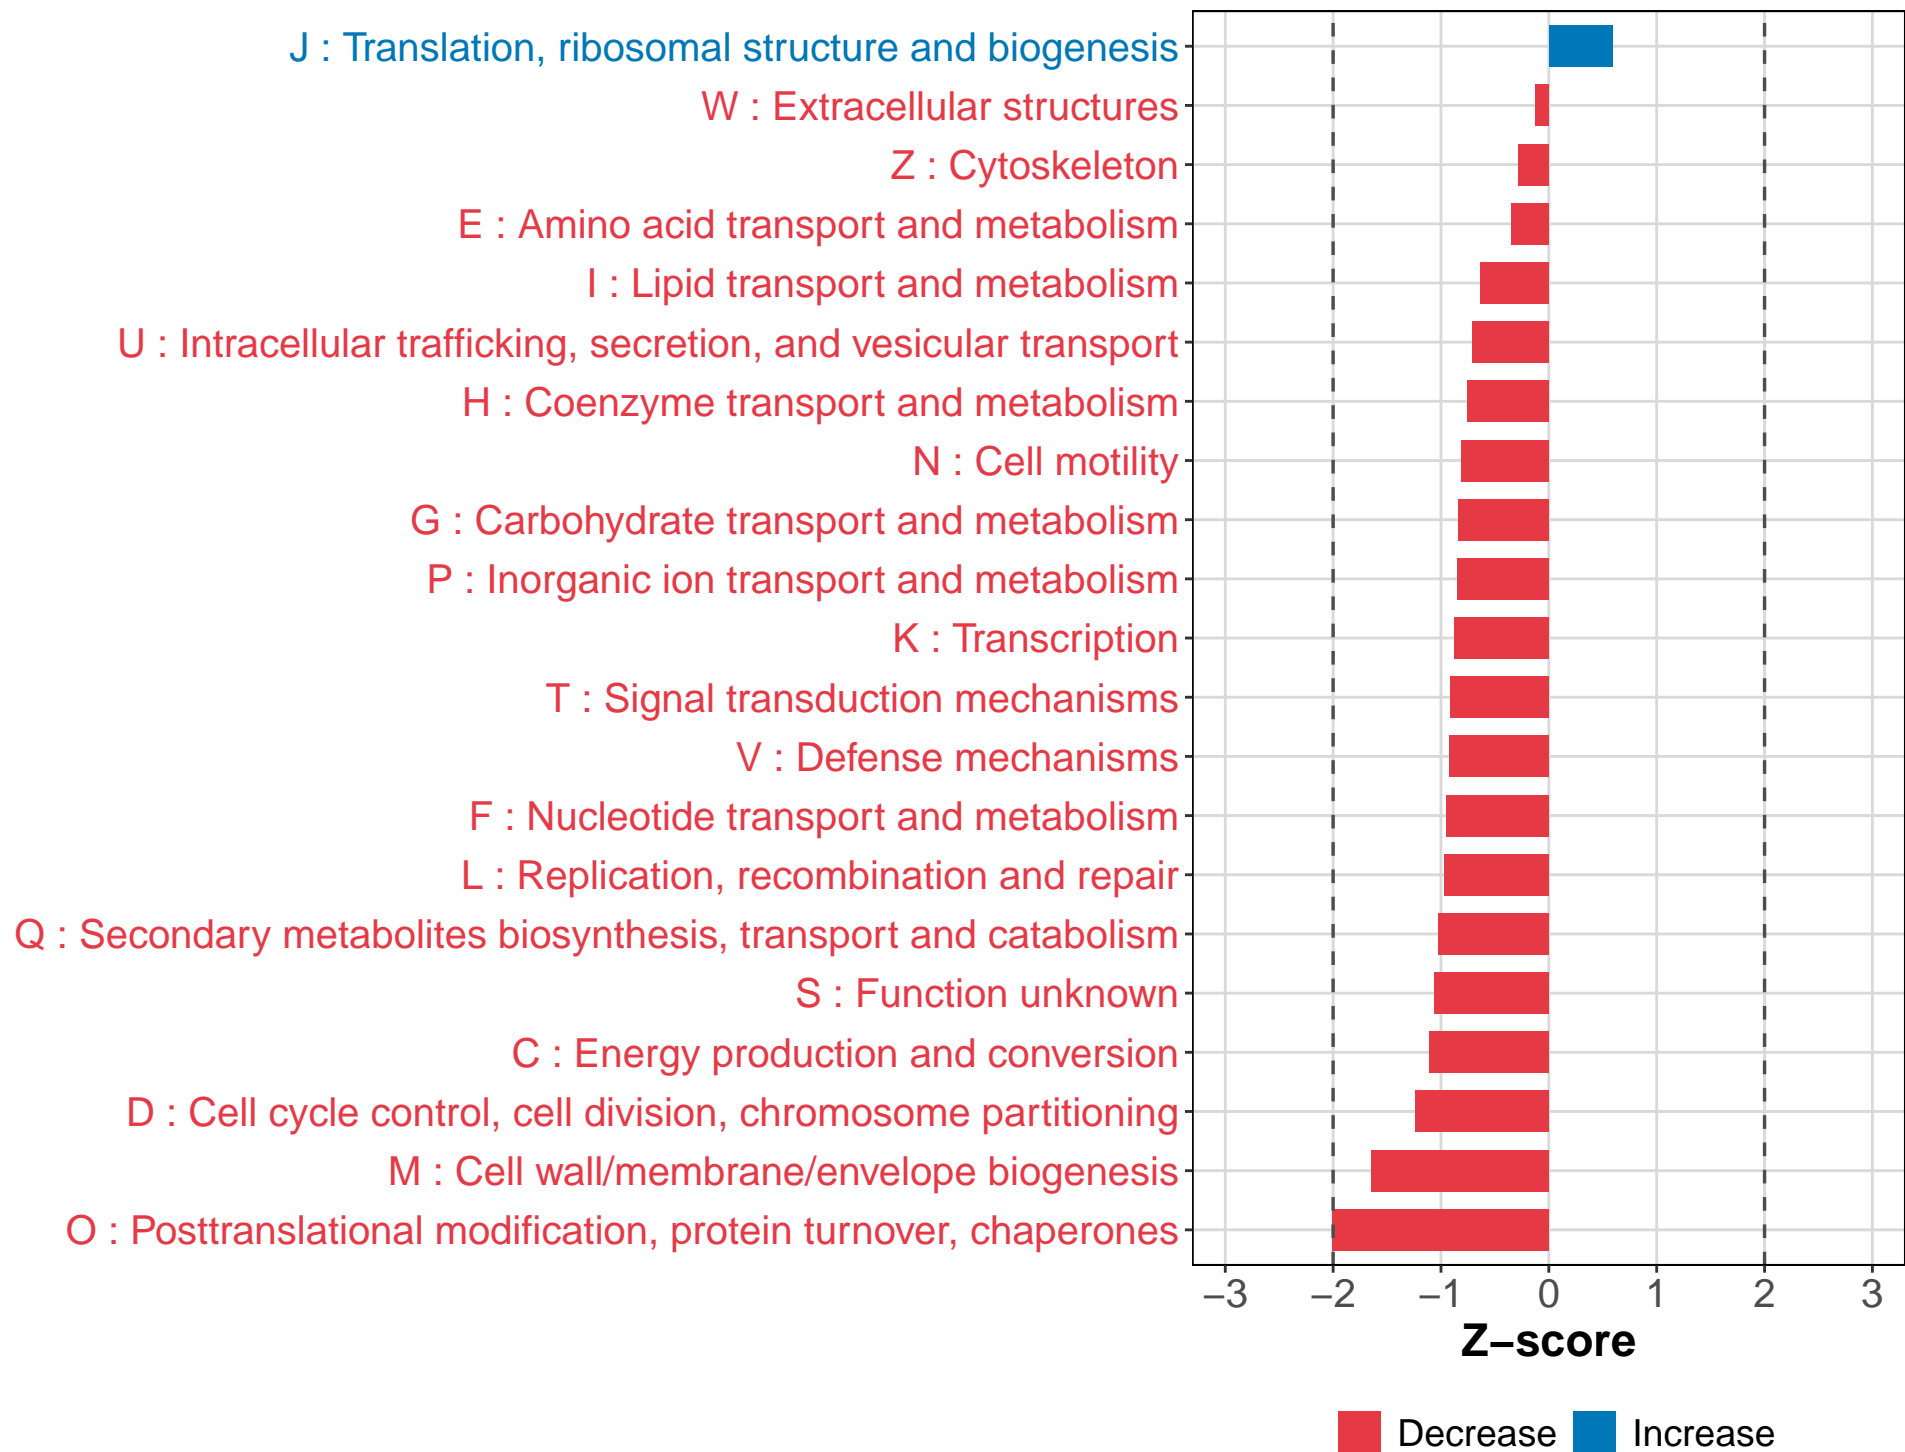 J : Translation, ribosomal structure and biogenesis
W : Extracellular structures
Z : Cytoskeleton
E : Amino acid transport and metabolism
I : Lipid transport and metabolism
U : Intracellular trafficking, secretion, and vesicular transport
H : Coenzyme transport and metabolism
N : Cell motility
G : Carbohydrate transport and metabolism
P : Inorganic ion transport and metabolism
K : Transcription
T : Signal transduction mechanisms
V : Defense mechanisms
F : Nucleotide transport and metabolism
L : Replication, recombination and repair
Q : Secondary metabolites biosynthesis, transport and catabolism
S : Function unknown
C : Energy production and conversion
D : Cell cycle control, cell division, chromosome partitioning
M : Cell wall/membrane/envelope biogenesis
O : Posttranslational modification, protein turnover, chaperones
−3 −2 −1 0 1 2 3
Z−score
Decrease Increase